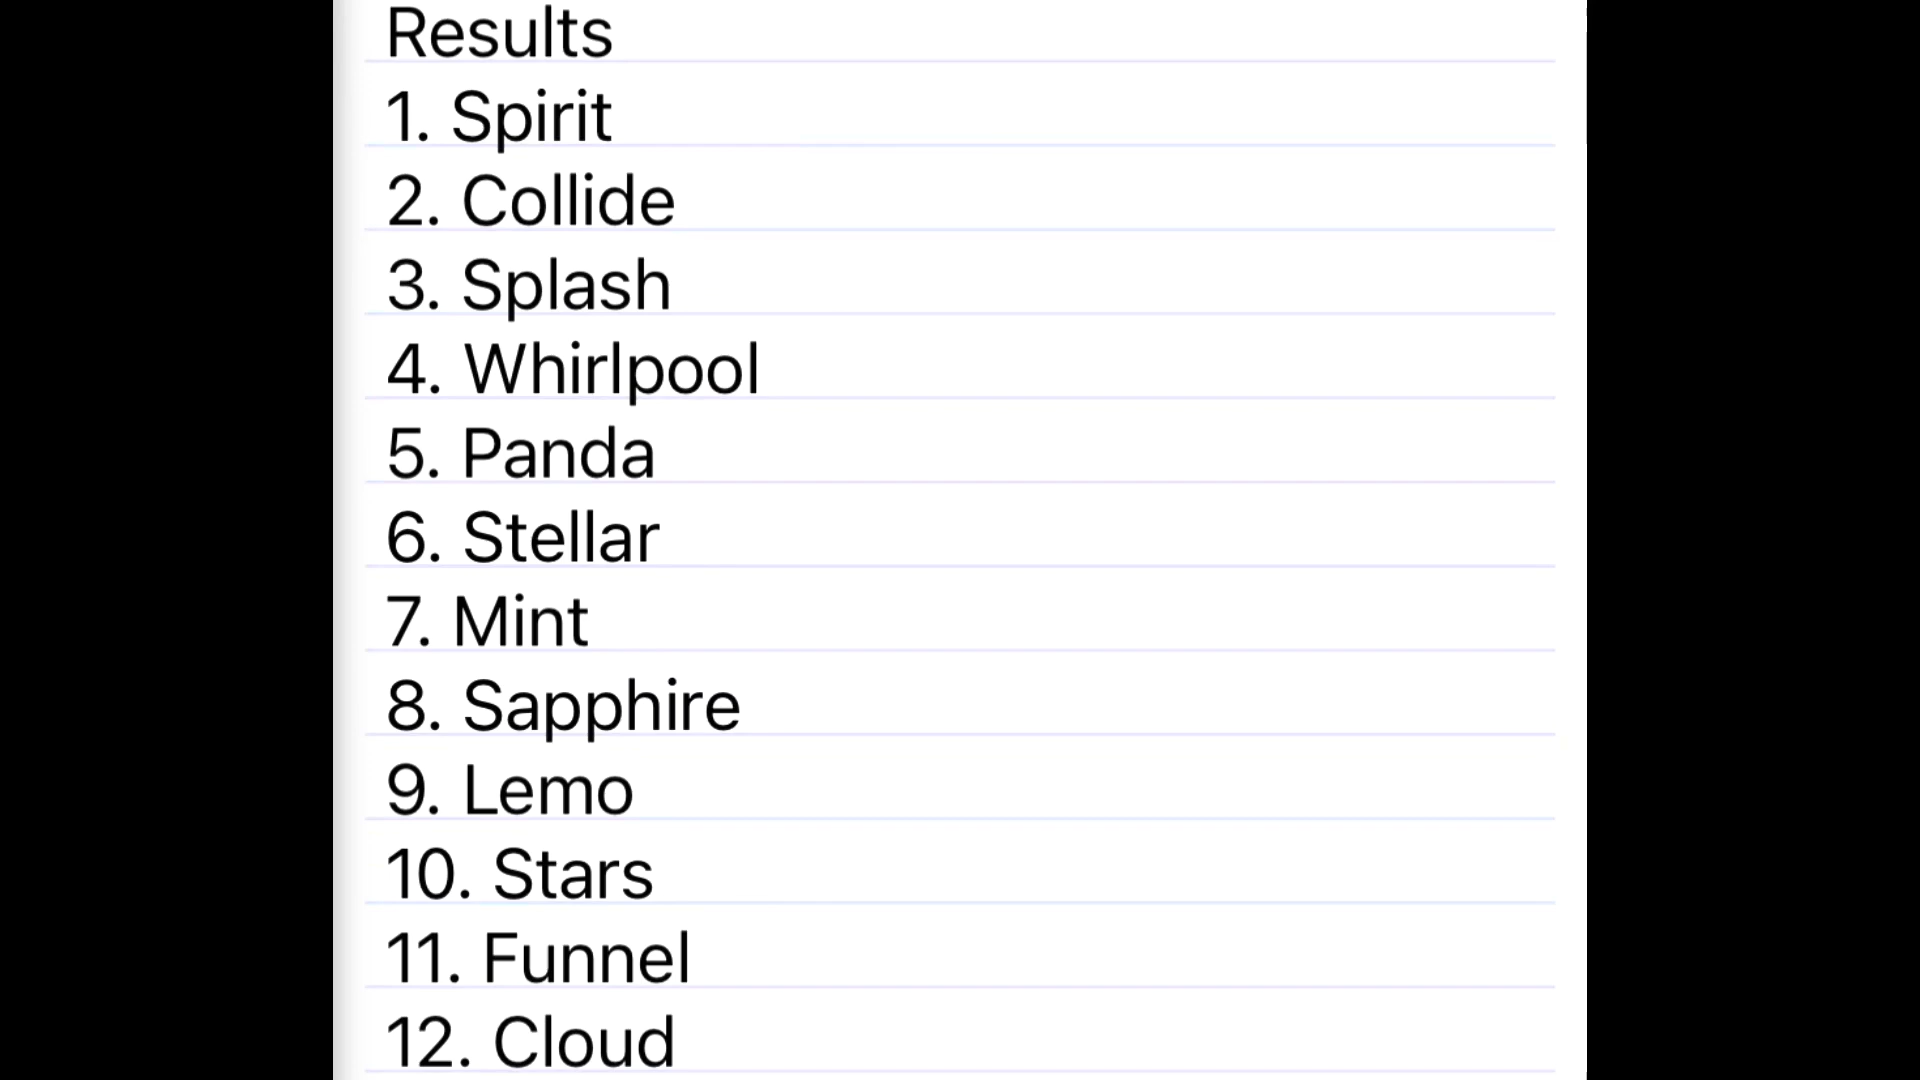 Results
1. Spirit
2. Collide
3. Splash
4. Whirlpool
5. Panda
6. Stellar
7. Mint
8. Sapphire
9. Lemo
10. Stars
11. Funnel
12. Cloud